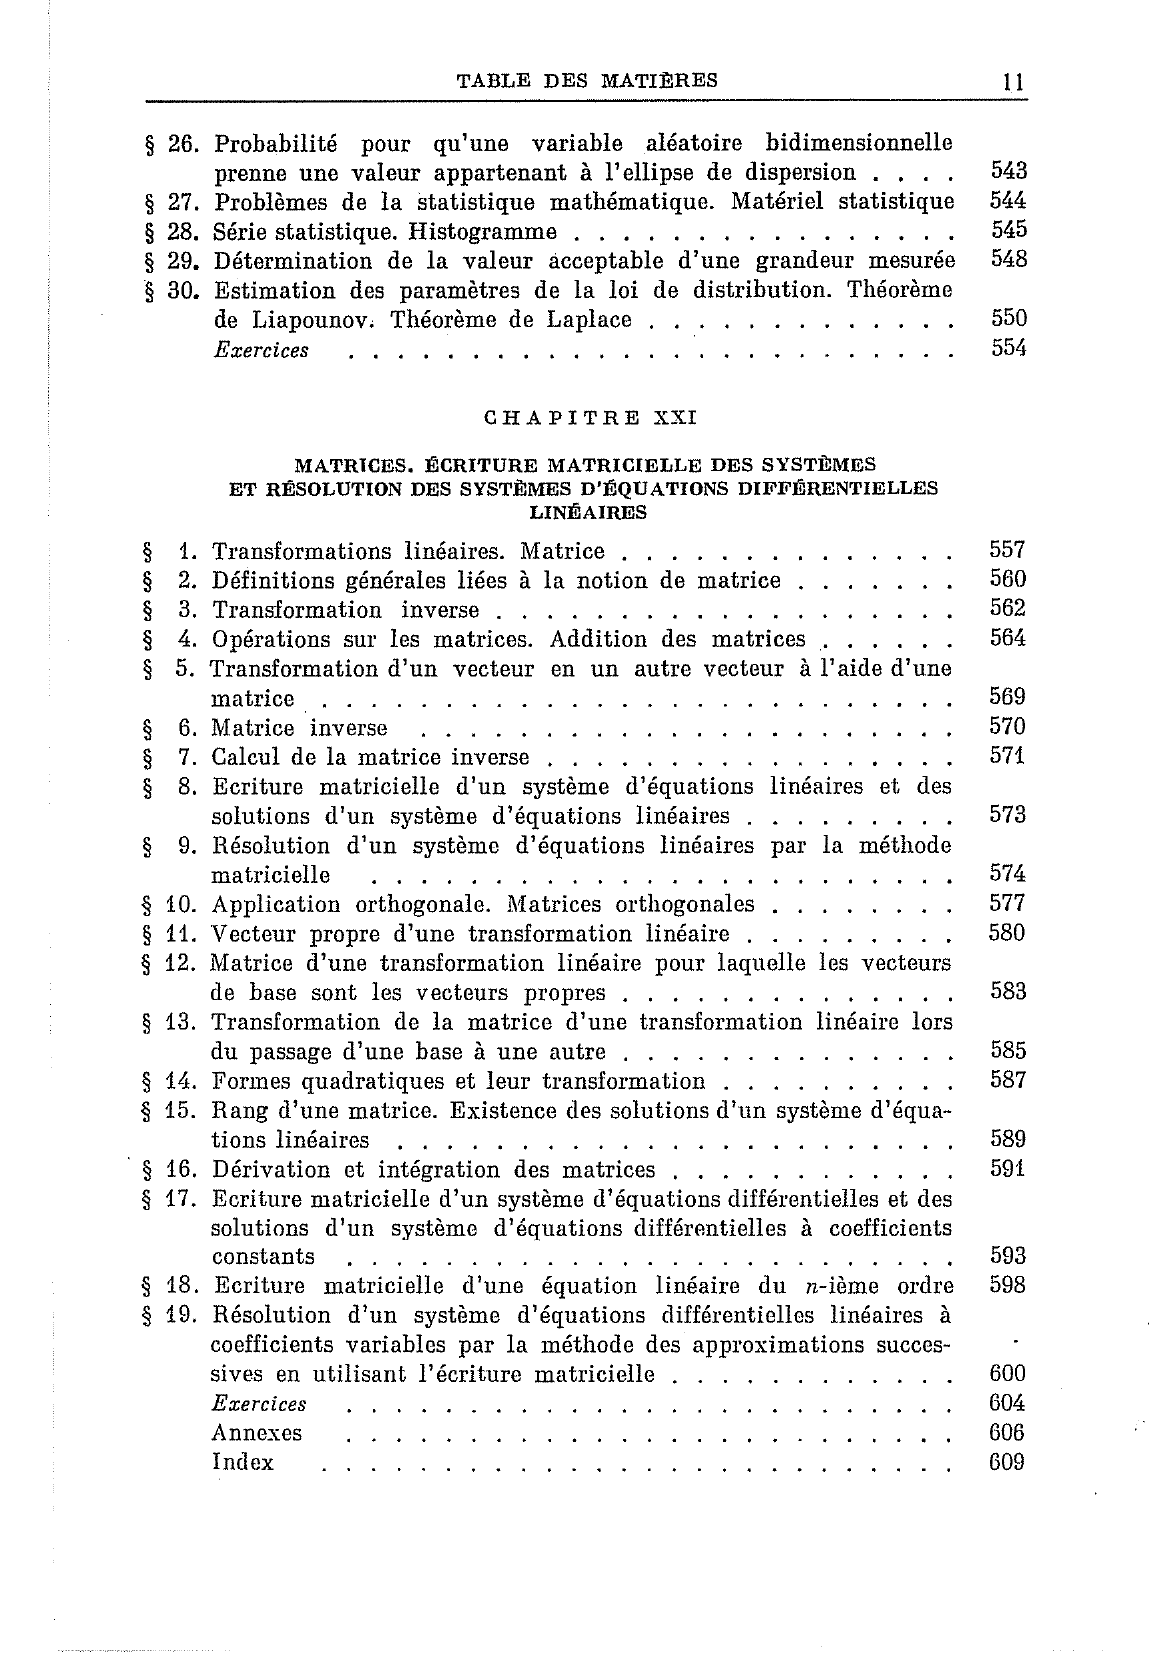 TABLE DES MATIÈRES 11
§ 26. Probabilité pour qu'une variable aléatoire bidimensionnelle
prenne une valeur appartenant à l'ellipse de dispersion . . . . 543
§ 27. Problèmes de la statistique mathématique. Matériel statistique 544
§ 28. Série statistique. Histogramme . . . . . . . . . . . . . . . . 545
§ 29. Détermination de la valeur acceptable d'une grandeur mesurée 548
§ 30. Estimation des paramètres de la loi de distribution. Théorème
de Liapounov. Théorème de Laplace . . . . . . . . . . . . . 550
Exercices . . . . . . . . . . . . . . . . . . . . . . . . . 554
CHAPITRE XXI
MATRICES. ÉCRITURE MATRICIELLE DES SYSTÈMES
ET RÉSOLUTION DES SYSTÈMES D'ÉQUATIONS DIFFÉRENTIELLES
LINÉAIRES
§ 1. Transformations linéaires. Matrice . . . . . . . . . . . . . . 557
§ 2. Définitions générales liées à la notion de matrice . . . . . . . 560
§ 3. Transformation inverse . . . . . . . . . . . . . . . . . . . 562
§ 4. Opérations sur les matrices. Addition des matrices . . . . . . 564
§ 5. Transformation d'un vecteur en un autre vecteur à l'aide d'une
matrice . . . . . . . . . . . . . . . . . . . . . . . . . . 569
§ 6. Matrice inverse . . . . . . . . . . . . . . . . . . . . . . 570
§ 7. Calcul de la matrice inverse . . . . . . . . . . . . . . . . . 571
§ 8. Ecriture matricielle d'un système d'équations linéaires et des
solutions d'un système d'équations linéaires . . . . . . . . . 573
§ 9. Résolution d'un système d'équations linéaires par la méthode
matricielle . . . . . . . . . . . . . . . . . . . . . . . . 574
§ 10. Application orthogonale. Matrices orthogonales . . . . . . . . 577
§ 11. Vecteur propre d'une transformation linéaire . . . . . . . . . 580
§ 12. Matrice d'une transformation linéaire pour laquelle les vecteurs
de base sont les vecteurs propres . . . . . . . . . . . . . . 583
§ 13. Transformation de la matrice d'une transformation linéaire lors
du passage d'une base à une autre . . . . . . . . . . . . . . 585
§ 14. Formes quadratiques et leur transformation . . . . . . . . . . 587
§ 15. Rang d'une matrice. Existence des solutions d'un système d'équa-
tions linéaires . . . . . . . . . . . . . . . . . . . . . . . 589
§ 16. Dérivation et intégration des matrices . . . . . . . . . . . . 591
§ 17. Ecriture matricielle d'un système d'équations différentielles et des
solutions d'un système d'équations différentielles à coefficients
constants . . . . . . . . . . . . . . . . . . . . . . . . . 593
§ 18. Ecriture matricielle d'une équation linéaire du n-ième ordre 598
§ 19. Résolution d'un système d'équations différentielles linéaires à
coefficients variables par la méthode des approximations succes-
sives en utilisant l'écriture matricielle . . . . . . . . . . . . 600
Exercices . . . . . . . . . . . . . . . . . . . . . . . . . 604
Annexes . . . . . . . . . . . . . . . . . . . . . . . . . 606
Index . . . . . . . . . . . . . . . . . . . . . . . . . . 609